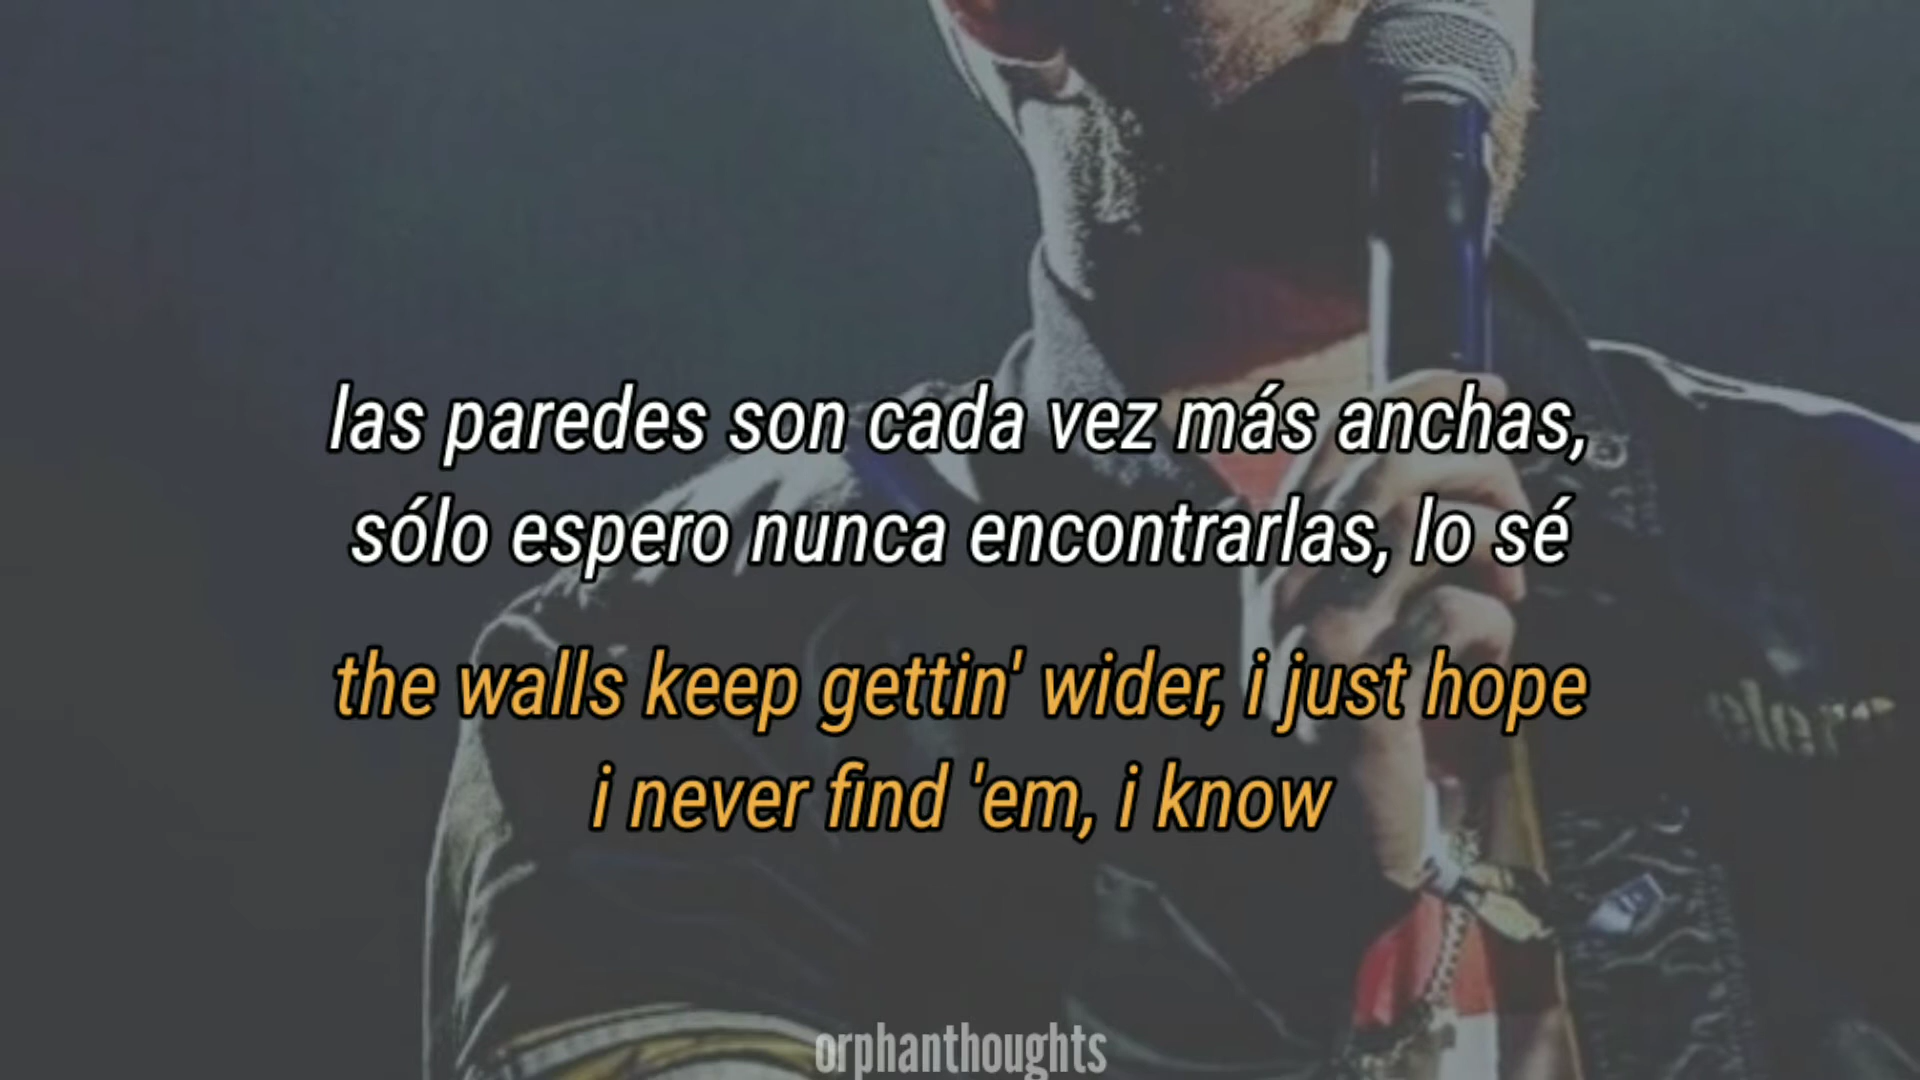 las paredes son cada vez más anchas,
sólo espero nunca encontrarlas, lo sé
the walls keep gettin' wider, i just hope
i never find 'em, i know
orphanthoughts